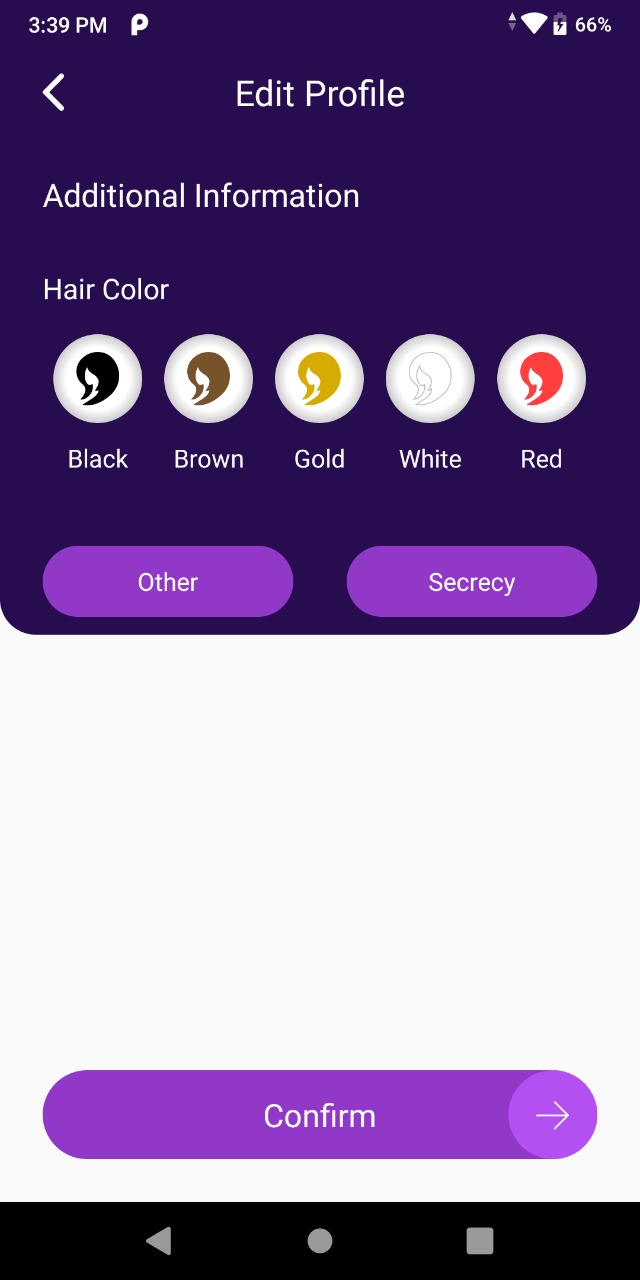 3:39 PM
66%
Edit Profile
Additional Information
Hair Color
Black Brown Gold White Red
Other Secrecy
Confirm